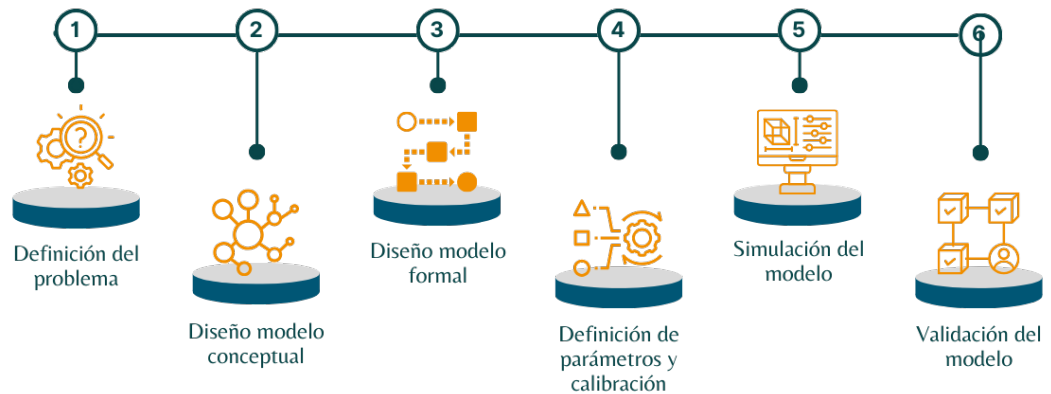 1
2
3
4
5
6
?
Definición del
problema
Diseño modelo
conceptual
Diseño modelo
formal
Definición de
parámetros y
calibración
Simulación del
modelo
Validación del
modelo